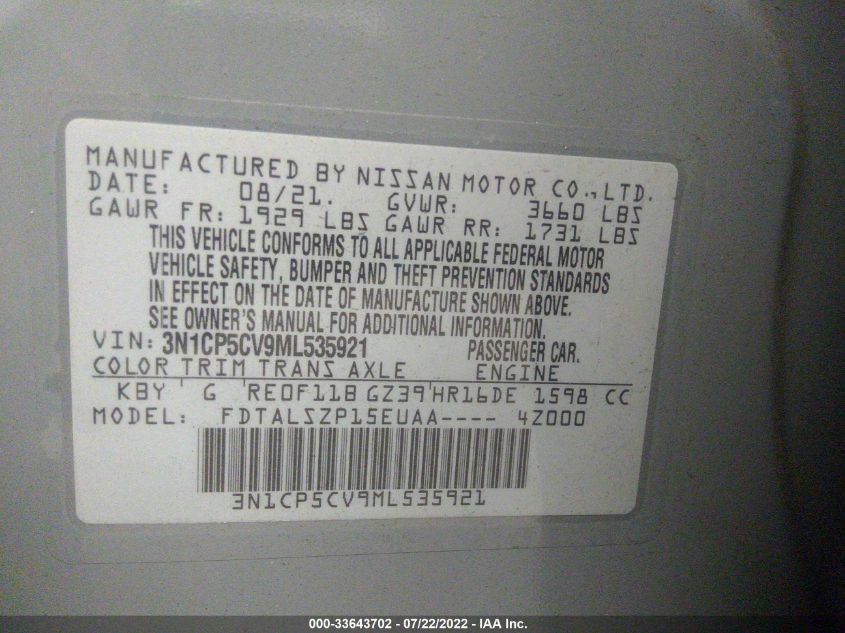 MANUFACTURED BY NISSAN MOTOR CO.,LTD.
DATE: 08/21. GVWR: 3660 LBS
GAWR FR: 1929 LBS GAWR RR: 1731 LBS
THIS VEHICLE CONFORMS TO ALL APPLICABLE FEDERAL MOTOR
VEHICLE SAFETY, BUMPER AND THEFT PREVENTION STANDARDS
IN EFFECT ON THE DATE OF MANUFACTURE SHOWN ABOVE.
SEE OWNER'S MANUAL FOR ADDITIONAL INFORMATION.
VIN: 3N1CP5CV9ML535921 PASSENGER CAR.
COLOR TRIM TRANS AXLE ENGINE
KBY G RE0F11B GZ39 HR16DE 1598 CC
MODEL: FDTALSZP15EUAA---- 4Z000
3N1CP5CV9ML535921
000-33643702 - 07/22/2022 - IAA Inc.